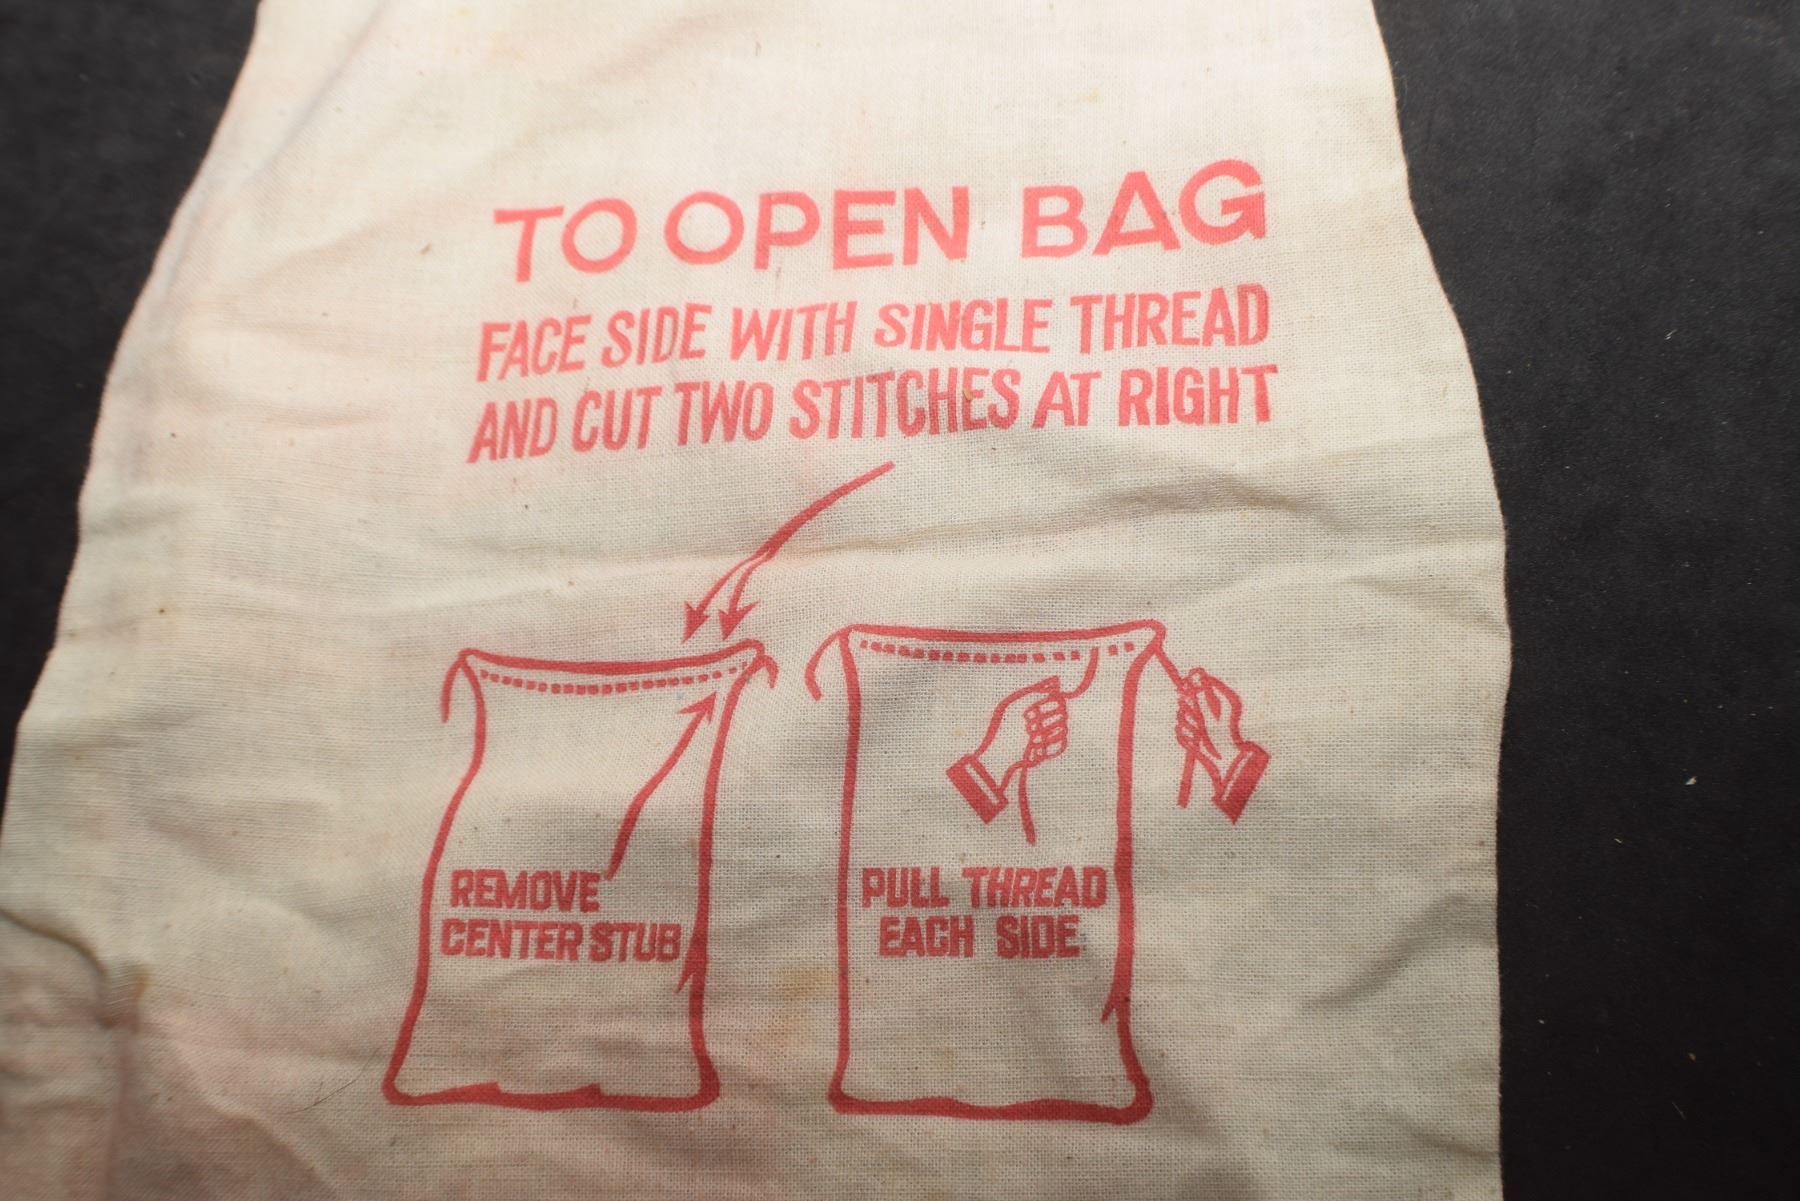 TO OPEN BAG
FACE SIDE WITH SINGLE THREAD
AND CUT TWO STITCHES AT RIGHT
REMOVE
CENTER STUB
PULL THREAD
EACH SIDE